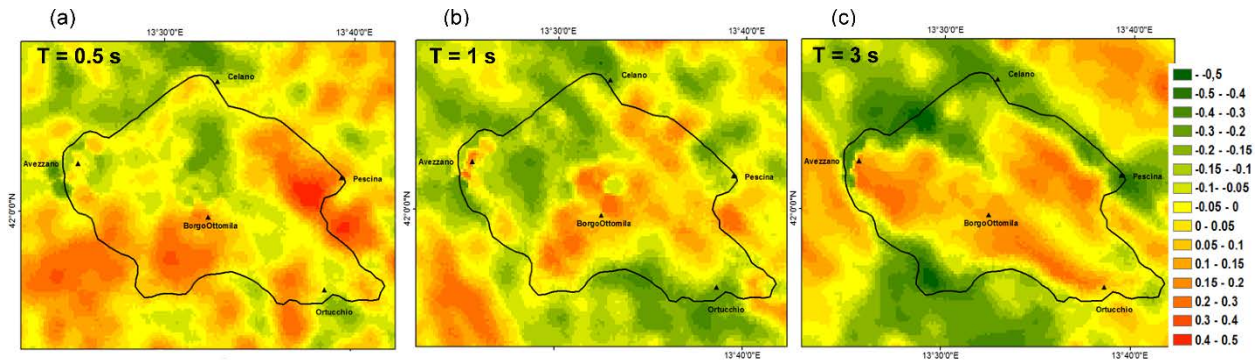 (a)
(b)
(c)
13°30'0"E
13°40'0"E
13°30'0"E
13°40'0"E
13°30'0"E
13°40'0"E
T = 0.5 s
T = 1 s
T = 3 s
Celano
Celano
Celano
Avezzano
Avezzano
Avezzano
Pescina
Pescina
Pescina
BorgoOttomila
BorgoOttomila
BorgoOttomila
Ortucchio
Ortucchio
Ortucchio
42°0'0"N
42°0'0"N
42°0'0"N
13°40'0"E
13°30'0"E
13°40'0"E
- -0,5
-0.5 - -0.4
-0.4 - -0.3
-0.3 - -0.2
-0.2 - -0.15
-0.15 - -0.1
-0.1 - -0.05
-0.05 - 0
0 - 0.05
0.05 - 0.1
0.1 - 0.15
0.15 - 0.2
0.2 - 0.3
0.3 - 0.4
0.4 - 0.5